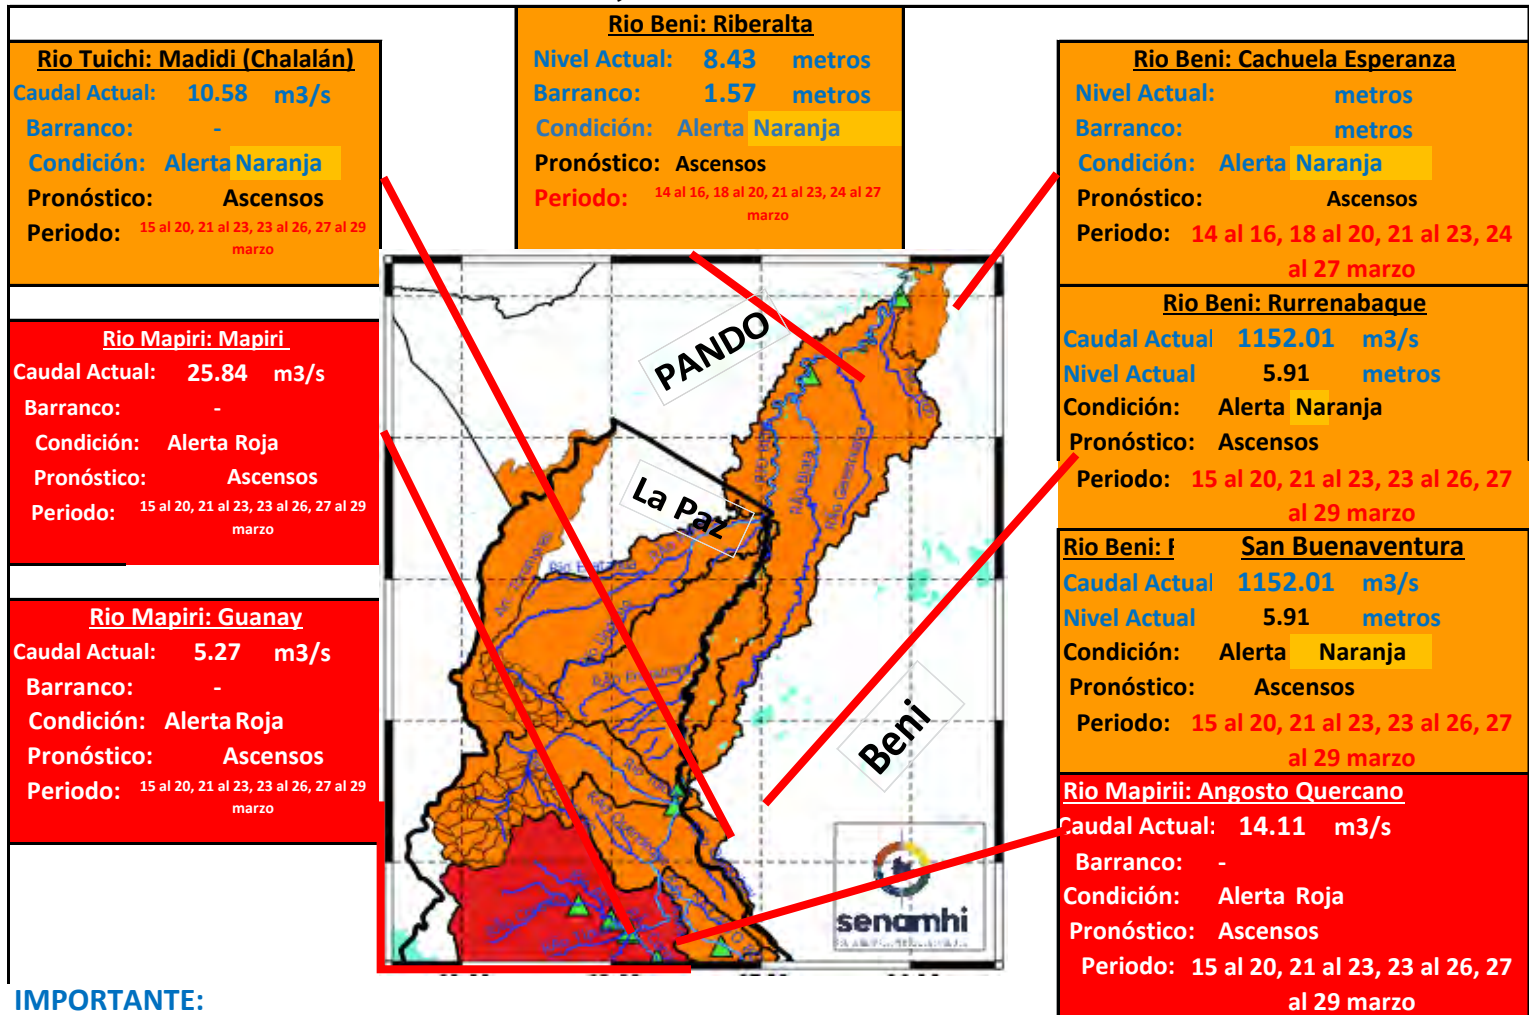 Rio Tuichi: Madidi (Chalalán)
Caudal Actual: 10.58 m3/s
Barranco: -
Condición: Alerta Naranja
Pronóstico: Ascensos
Periodo: 15 al 20, 21 al 23, 23 al 26, 27 al 29
marzo
Rio Mapiri: Mapiri
Caudal Actual: 25.84 m3/s
Barranco: -
Condición: Alerta Roja
Pronóstico: Ascensos
Periodo: 15 al 20, 21 al 23, 23 al 26, 27 al 29
marzo
Rio Mapiri: Guanay
Caudal Actual: 5.27 m3/s
Barranco: -
Condición: Alerta Roja
Pronóstico: Ascensos
Periodo: 15 al 20, 21 al 23, 23 al 26, 27 al 29
marzo
Rio Beni: Riberalta
Nivel Actual: 8.43 metros
Barranco: 1.57 metros
Condición: Alerta Naranja
Pronóstico: Ascensos
Periodo: 14 al 16, 18 al 20, 21 al 23, 24 al 27
marzo
PANDO
La Paz
Beni
senamhi
Rio Beni: Cachuela Esperanza
Nivel Actual: metros
Barranco: metros
Condición: Alerta Naranja
Pronóstico: Ascensos
Periodo: 14 al 16, 18 al 20, 21 al 23, 24
al 27 marzo
Rio Beni: Rurrenabaque
Caudal Actual 1152.01 m3/s
Nivel Actual 5.91 metros
Condición: Alerta Naranja
Pronóstico: Ascensos
Periodo: 15 al 20, 21 al 23, 23 al 26, 27
al 29 marzo
Rio Beni: San Buenaventura
Caudal Actual 1152.01 m3/s
Nivel Actual 5.91 metros
Condición: Alerta Naranja
Pronóstico: Ascensos
Periodo: 15 al 20, 21 al 23, 23 al 26, 27
al 29 marzo
Rio Mapirii: Angosto Quercano
Caudal Actual: 14.11 m3/s
Barranco: -
Condición: Alerta Roja
Pronóstico: Ascensos
Periodo: 15 al 20, 21 al 23, 23 al 26, 27
al 29 marzo
IMPORTANTE: